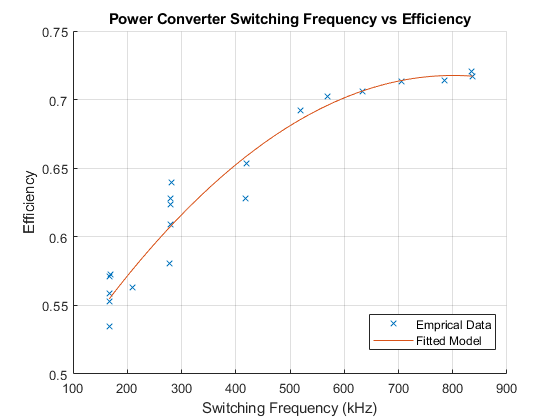 Power Converter Switching Frequency vs Efficiency
0.75
0.7
0.65
0.6
0.55
0.5
Efficiency
Emprical Data
Fitted Model
100 200 300 400 500 600 700 800 900
Switching Frequency (kHz)